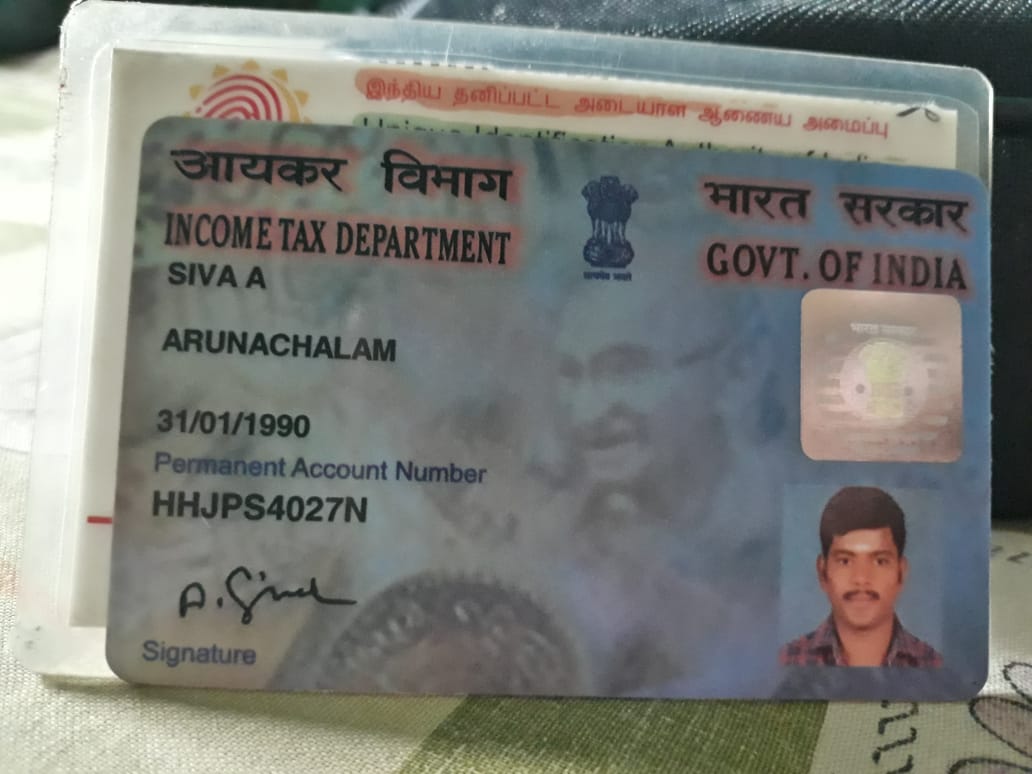 இந்திய தனிப்பட்ட அடையாள ஆணைய அமைப்பு
Unique Identification Authority of India
आयकर विभाग
INCOME TAX DEPARTMENT
भारत सरकार
GOVT. OF INDIA
सत्यमेव जयते
SIVA A
ARUNACHALAM
भारत सरकार
31/01/1990
Permanent Account Number
HHJPS4027N
Signature